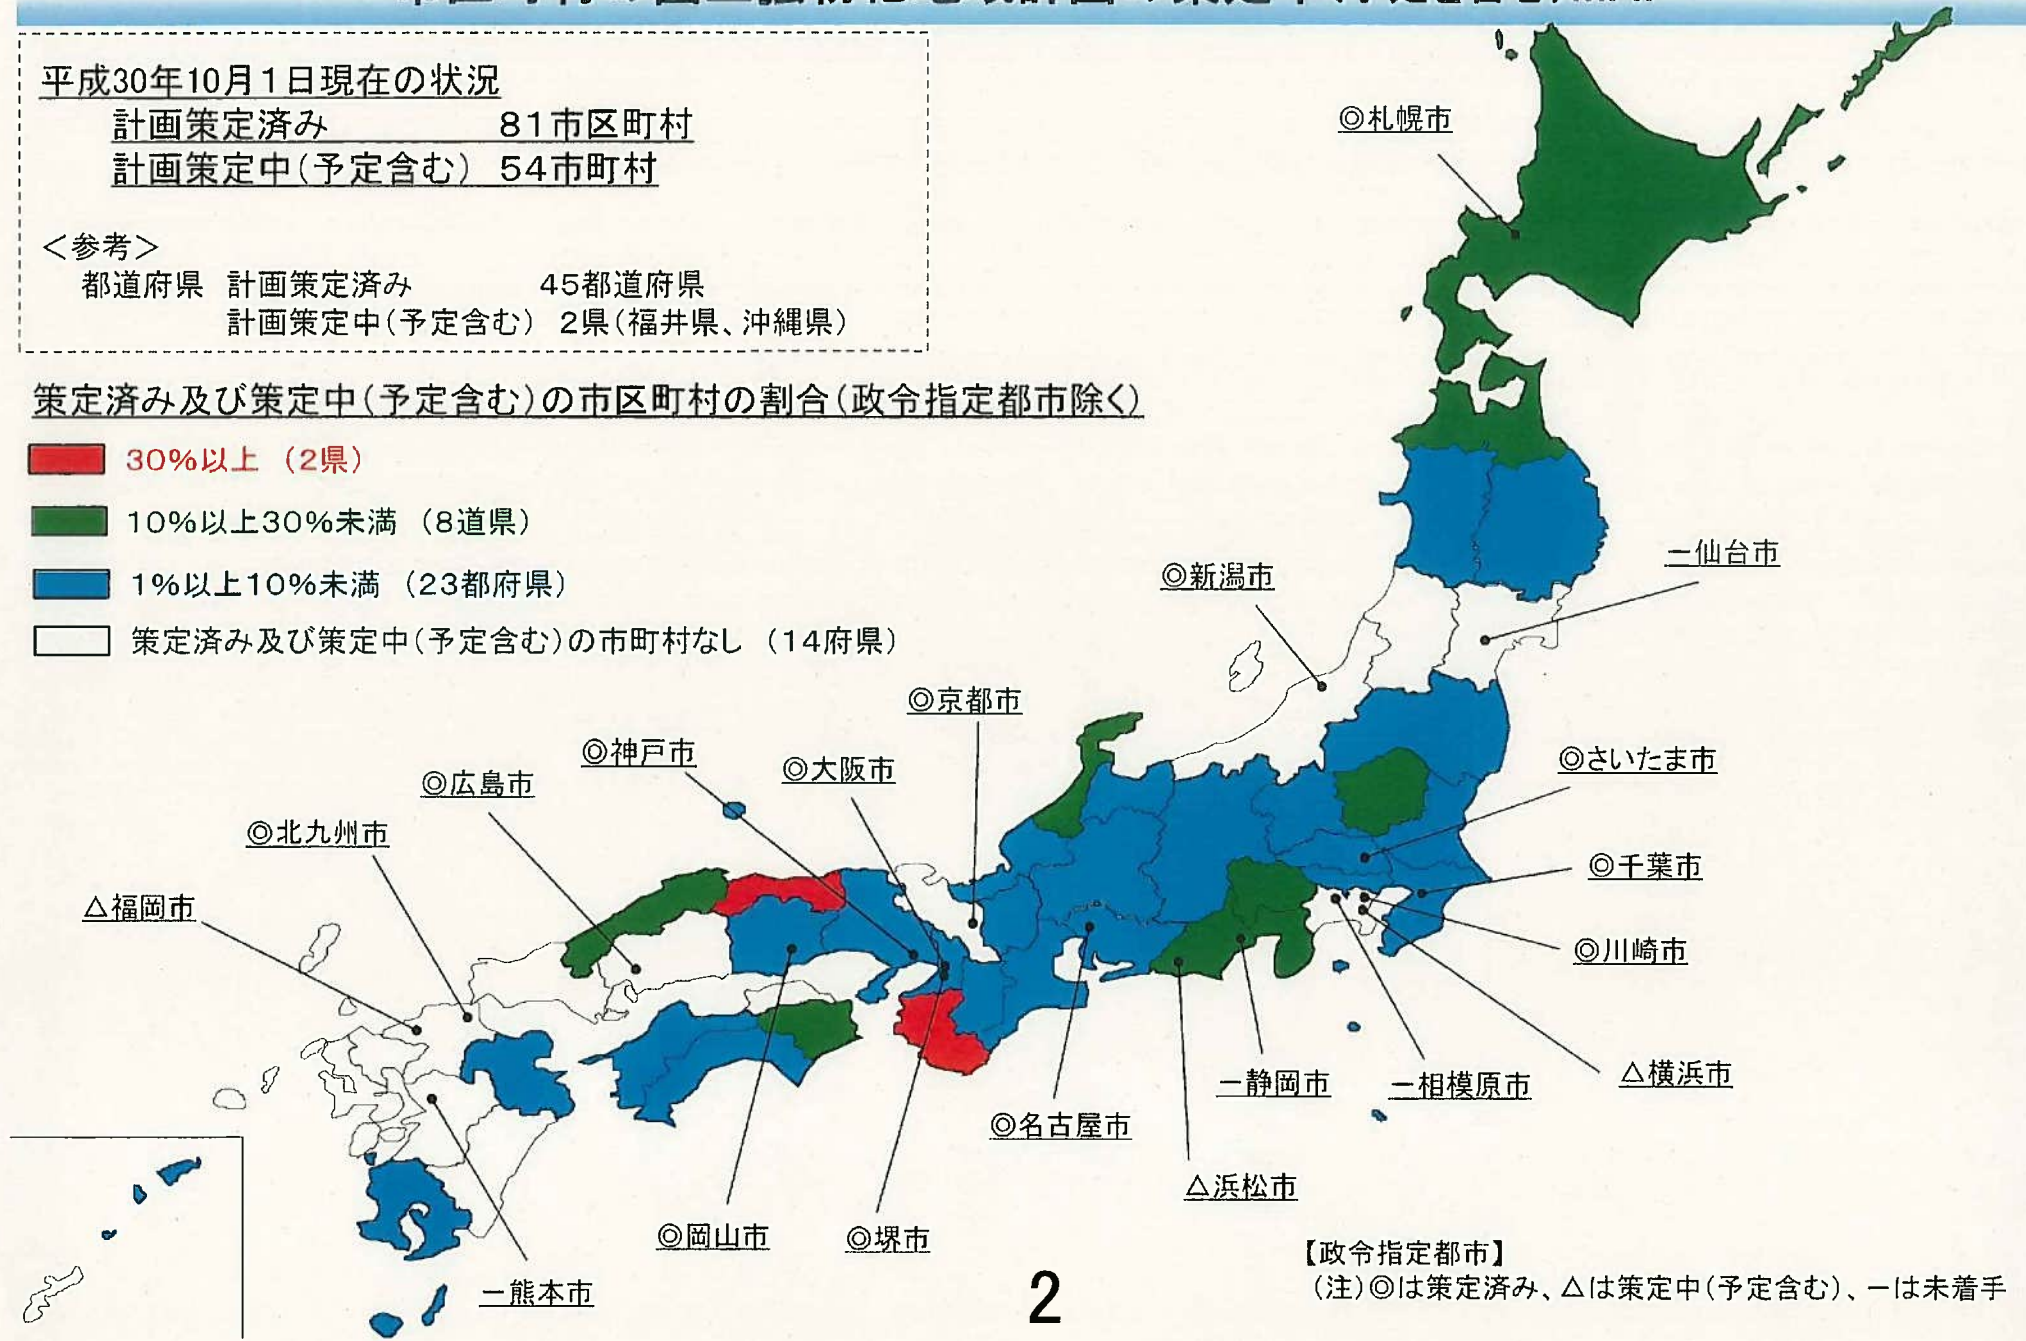 平成30年10月1日現在の状況
計画策定済み 81市区町村
計画策定中(予定含む) 54市町村
＜参考＞
都道府県 計画策定済み 45都道府県
計画策定中(予定含む) 2県(福井県、沖縄県)
策定済み及び策定中(予定含む)の市区町村の割合(政令指定都市除く)
30%以上 (2県)
10%以上30%未満 (8道県)
1%以上10%未満 (23都府県)
策定済み及び策定中(予定含む)の市町村なし (14府県)
◎札幌市
－仙台市
◎新潟市
◎京都市
◎神戸市
◎大阪市
◎さいたま市
◎広島市
◎北九州市
◎千葉市
△福岡市
◎川崎市
△横浜市
－静岡市
－相模原市
◎名古屋市
△浜松市
◎岡山市
◎堺市
－熊本市
【政令指定都市】
(注)◎は策定済み、△は策定中(予定含む)、－は未着手
2